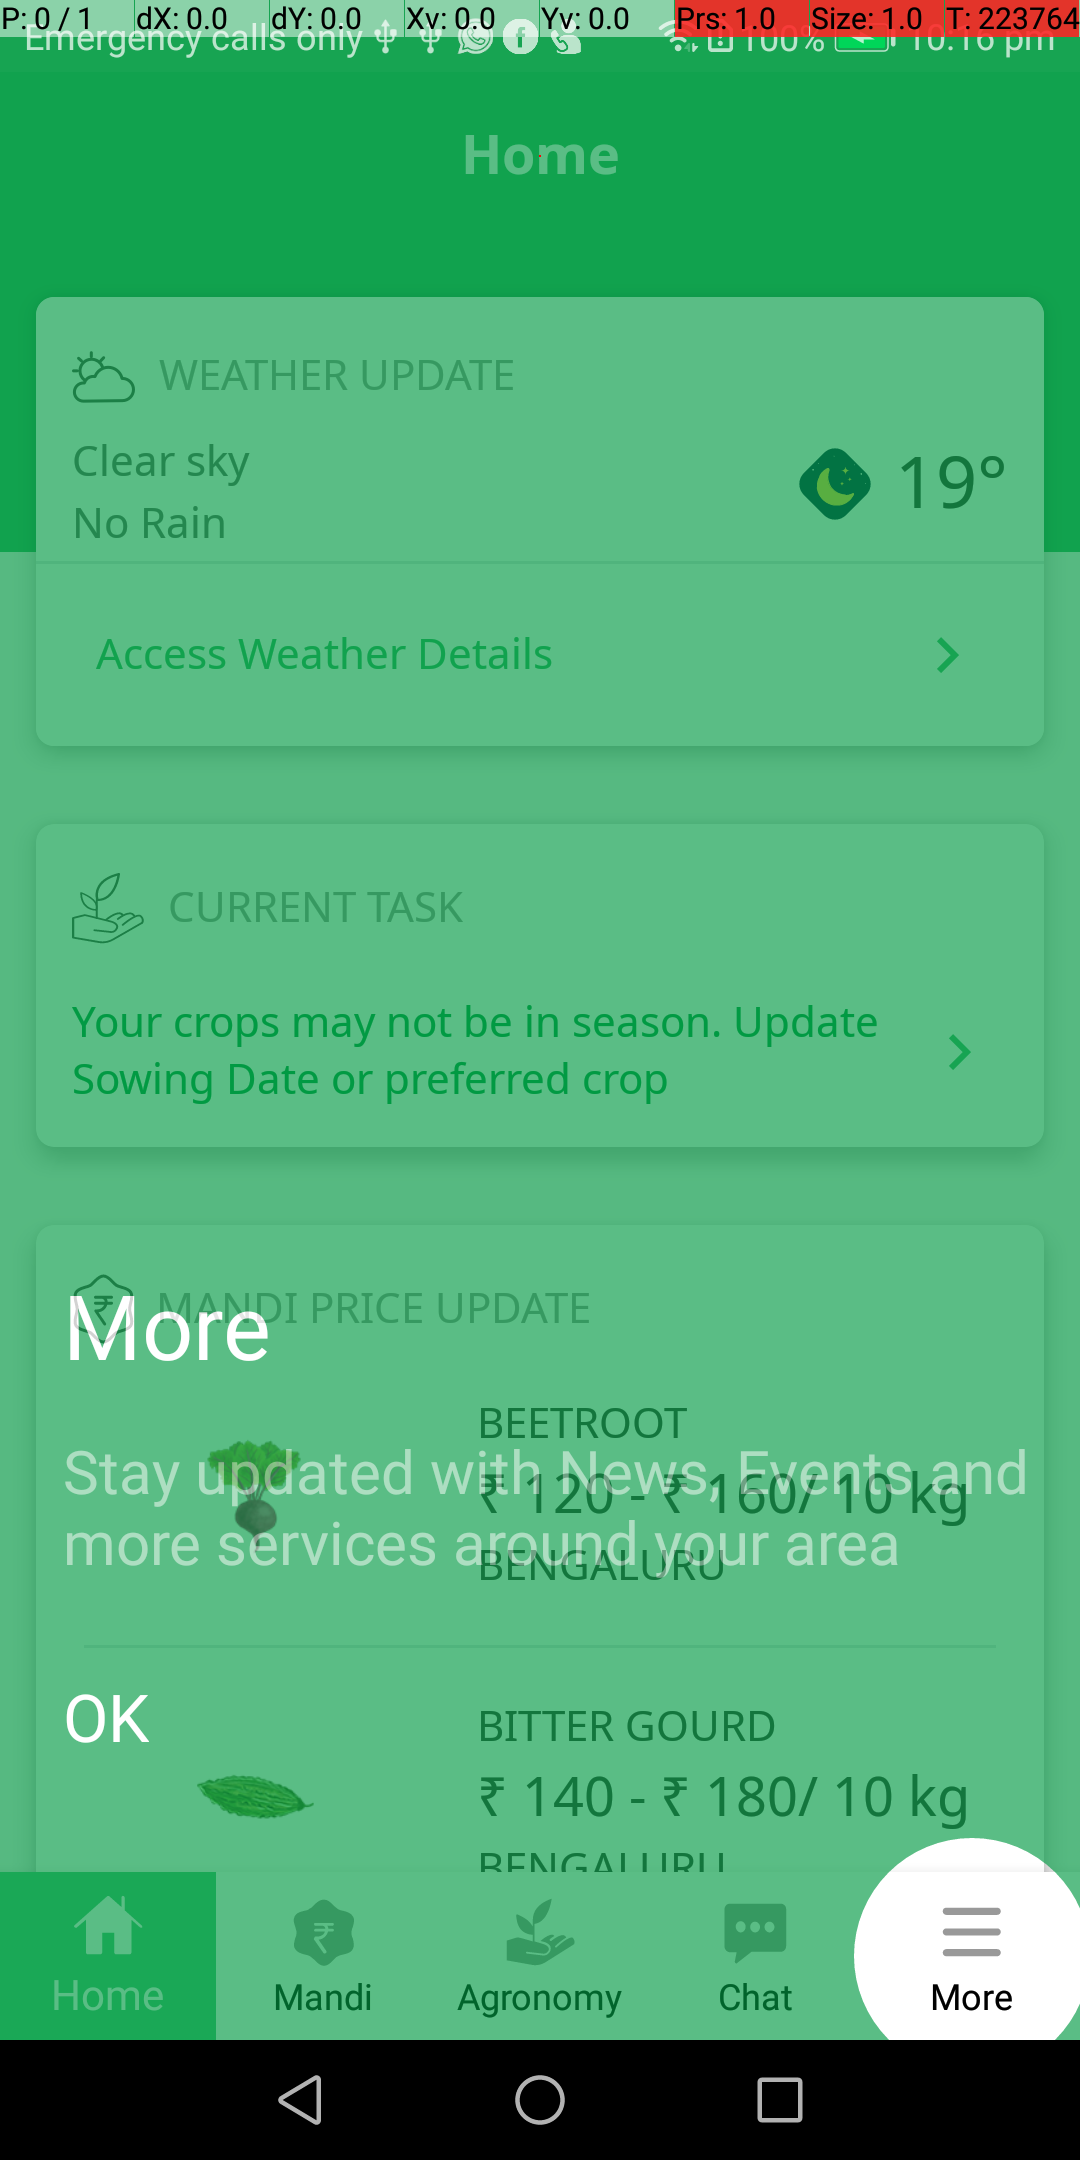 P: 0 / 1 dX: 0.0 dY: 0.0 Xv: 0.0 Yv: 0.0 Prs: 1.0 Size: 1.0 T: 223764
Emergency calls only 100% 10:16 pm
Home
WEATHER UPDATE
Clear sky
No Rain
19°
Access Weather Details
CURRENT TASK
Your crops may not be in season. Update
Sowing Date or preferred crop
MANDI PRICE UPDATE
More
BEETROOT
Stay updated with News, Events and
₹ 120 - ₹ 160/ 10 kg
more services around your area
BENGALURU
OK
BITTER GOURD
₹ 140 - ₹ 180/ 10 kg
BENGALURU
Home Mandi Agronomy Chat More